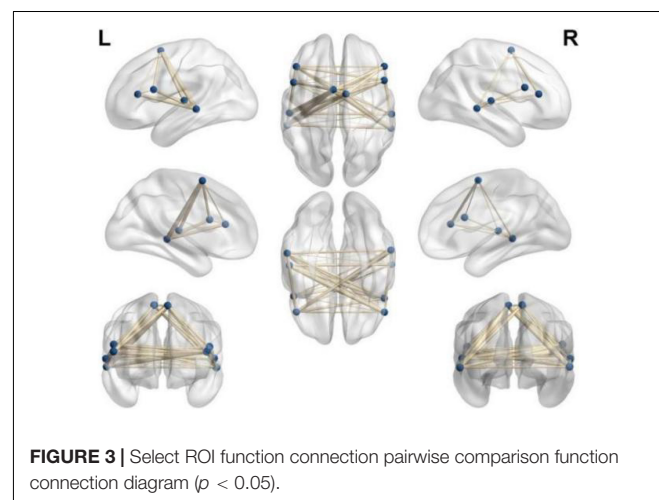 L
R
FIGURE 3 | Select ROI function connection pairwise comparison function
connection diagram (p < 0.05).